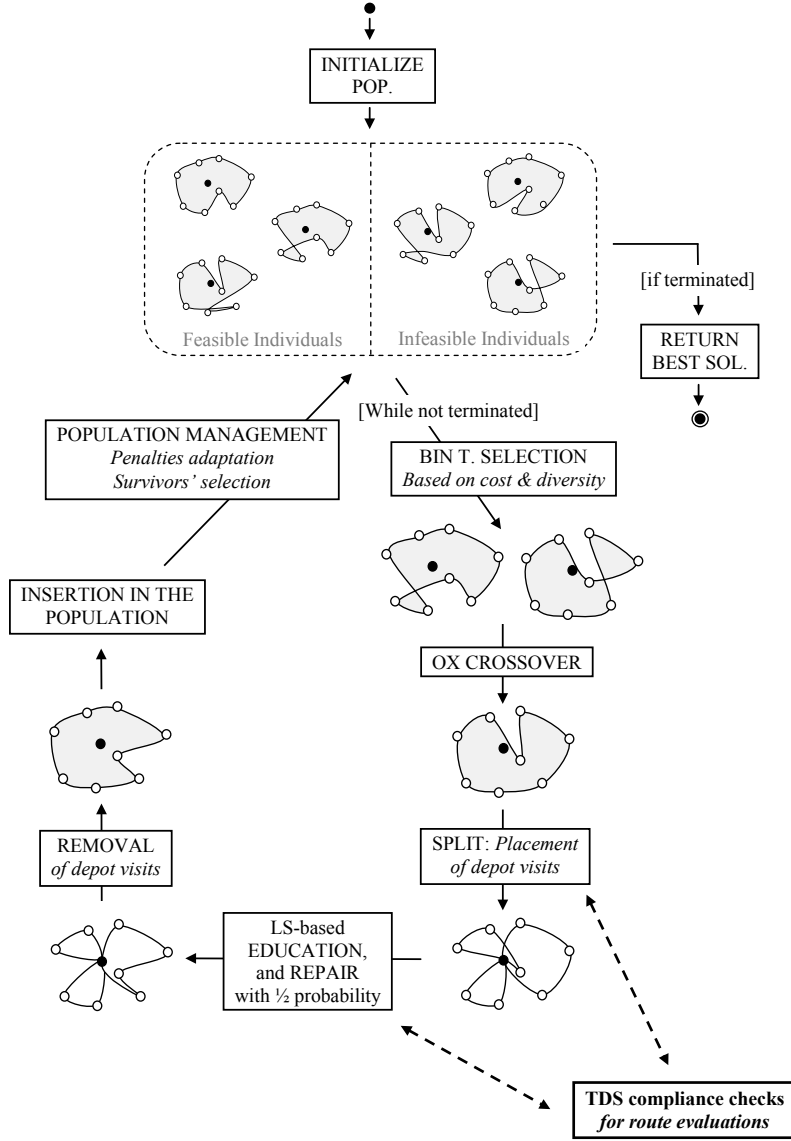 INITIALIZE
POP.
Feasible Individuals
Infeasible Individuals
[if terminated]
RETURN
BEST SOL.
[While not terminated]
POPULATION MANAGEMENT
Penalties adaptation
Survivors’ selection
BIN T. SELECTION
Based on cost & diversity
INSERTION IN THE
POPULATION
OX CROSSOVER
REMOVAL
of depot visits
SPLIT: Placement
of depot visits
LS-based
EDUCATION,
and REPAIR
with ½ probability
TDS compliance checks
for route evaluations